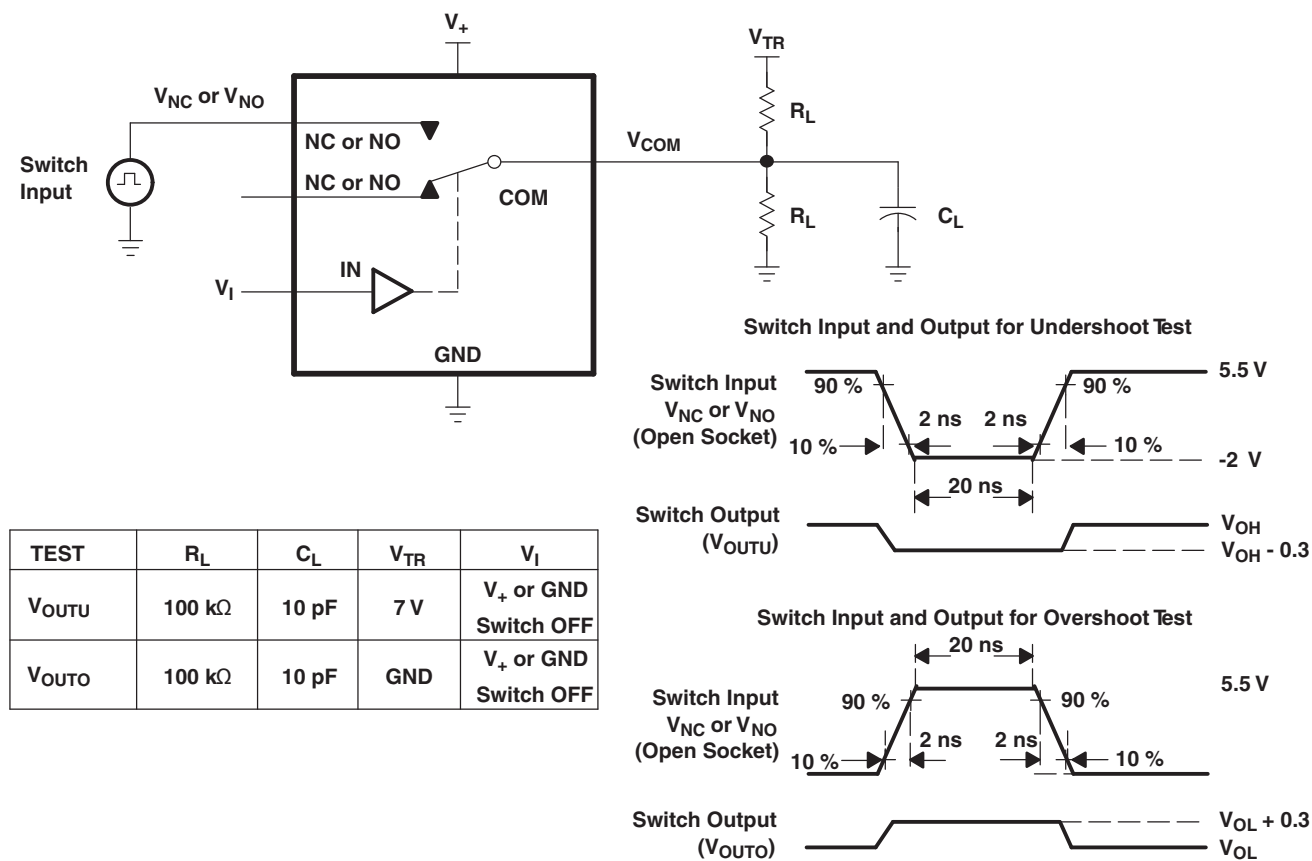 V+
VTR
VNC or VNO
RL
NC or NO
VCOM
Switch
Input
NC or NO
COM
RL
CL
IN
VI
GND
Switch Input and Output for Undershoot Test
Switch Input
VNC or VNO
(Open Socket)
90 %
90 %
5.5 V
2 ns
2 ns
10 %
10 %
-2 V
20 ns
Switch Output
(VOUTU)
VOH
VOH - 0.3
TEST RL CL VTR VI
VOUTU 100 kΩ 10 pF 7 V V+ or GND
Switch OFF
VOUTO 100 kΩ 10 pF GND V+ or GND
Switch OFF
Switch Input and Output for Overshoot Test
20 ns
5.5 V
Switch Input
VNC or VNO
(Open Socket)
90 %
90 %
2 ns
2 ns
10 %
10 %
Switch Output
(VOUTO)
VOL + 0.3
VOL